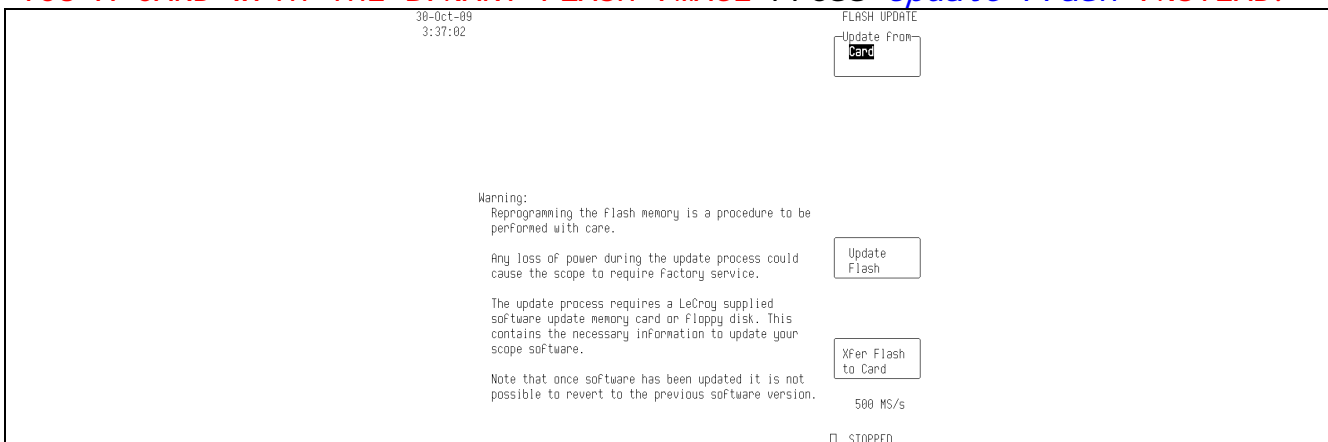 30-Oct-09
3:37:02
FLASH UPDATE
Update from
Card
Warning:
Reprogramming the flash memory is a procedure to be
performed with care.
Any loss of power during the update process could
cause the scope to require factory service.
The update process requires a LeCroy supplied
software update memory card or floppy disk. This
contains the necessary information to update your
scope software.
Note that once software has been updated it is not
possible to revert to the previous software version.
Update
Flash
Xfer Flash
to Card
500 MS/s
STOPPED